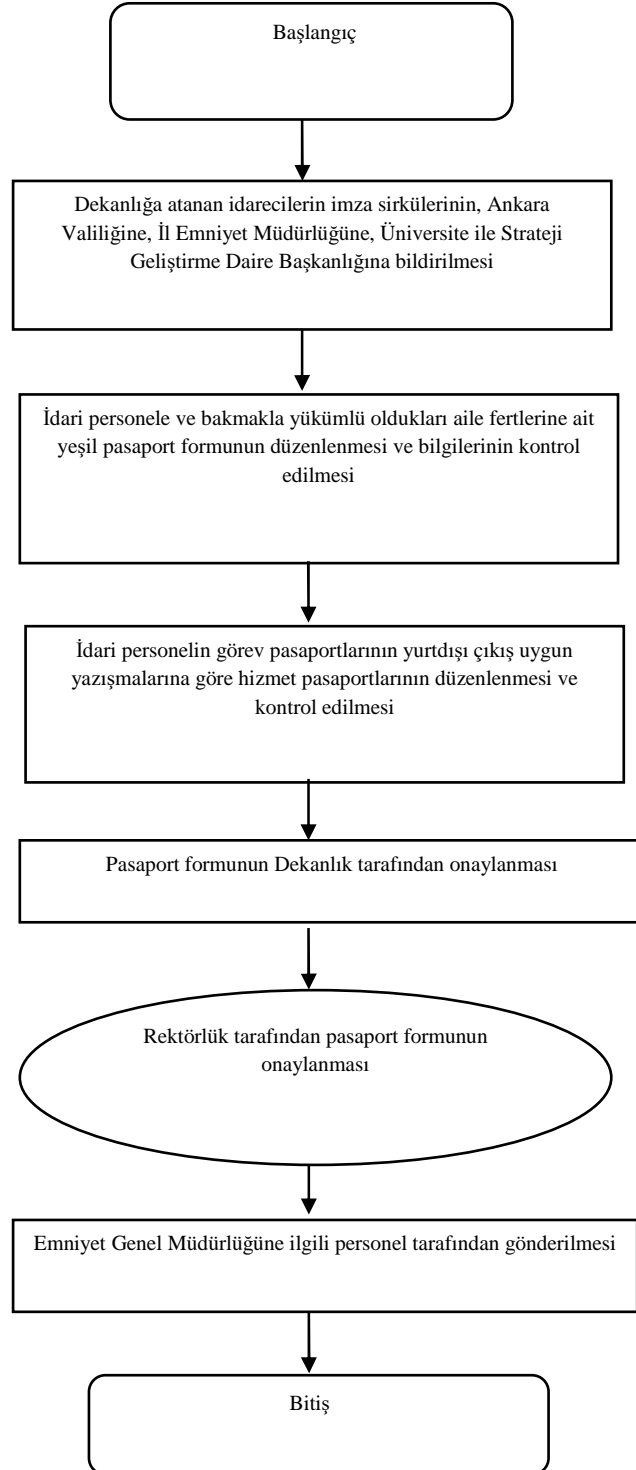 Başlangıç
Dekanlığa atanan idarecilerin imza sirkülerinin, Ankara
Valiliğine, İl Emniyet Müdürlüğüne, Üniversite ile Strateji
Geliştirme Daire Başkanlığına bildirilmesi
İdari personele ve bakmakla yükümlü oldukları aile fertlerine ait
yeşil pasaport formunun düzenlenmesi ve bilgilerinin kontrol
edilmesi
İdari personelin görev pasaportlarının yurtdışı çıkış uygun
yazışmalarına göre hizmet pasaportlarının düzenlenmesi ve
kontrol edilmesi
Pasaport formunun Dekanlık tarafından onaylanması
Rektörlük tarafından pasaport formunun
onaylanması
Emniyet Genel Müdürlüğüne ilgili personel tarafından gönderilmesi
Bitiş